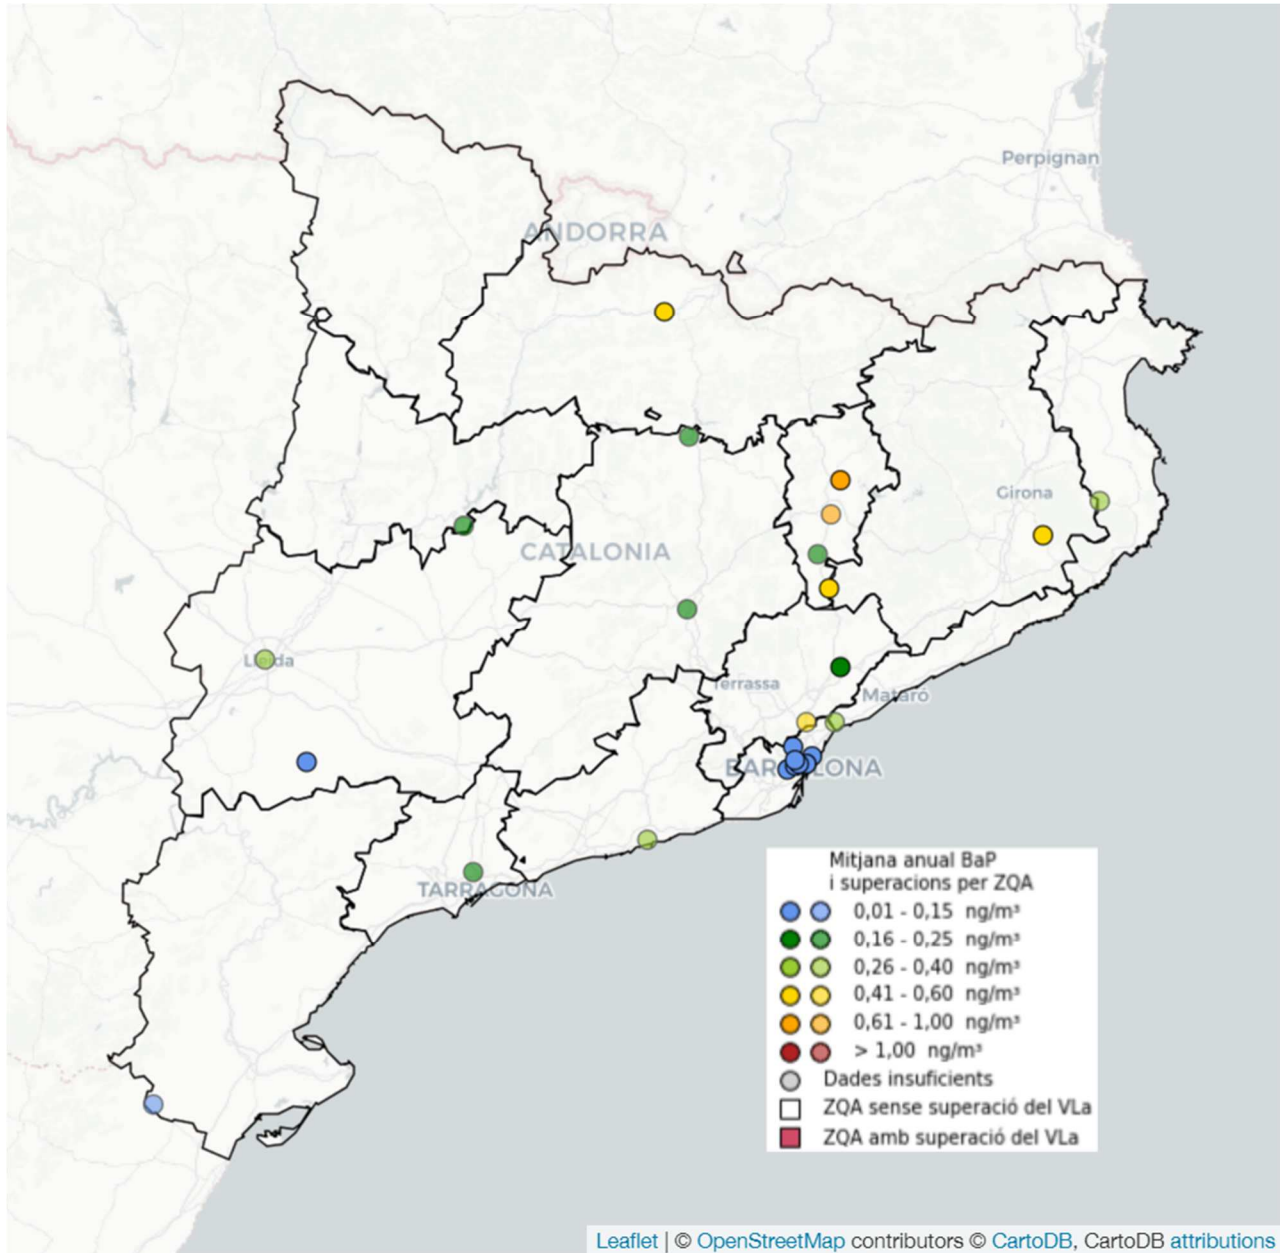 Perpignan
ANDORRA
Girona
CATALONIA
Lleida
Terrassa
Mataró
BARCELONA
TARRAGONA
Mitjana anual BaP
i superacions per ZQA
0,01 - 0,15 ng/m³
0,16 - 0,25 ng/m³
0,26 - 0,40 ng/m³
0,41 - 0,60 ng/m³
0,61 - 1,00 ng/m³
> 1,00 ng/m³
Dades insuficients
ZQA sense superació del VLa
ZQA amb superació del VLa
Leaflet | © OpenStreetMap contributors © CartoDB, CartoDB attributions